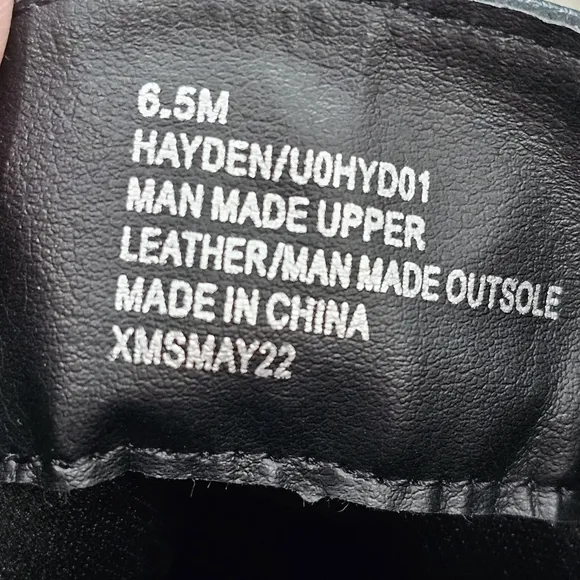 6.5M
HAYDEN/U0HYD01
MAN MADE UPPER
LEATHER/MAN MADE OUTSOLE
MADE IN CHINA
XMSMAY22